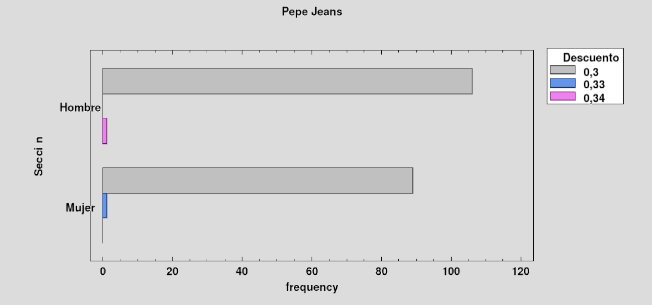 Pepe Jeans
Descuento
0,3
0,33
0,34
Hombre
Mujer
Secci n
0 20 40 60 80 100 120
frequency